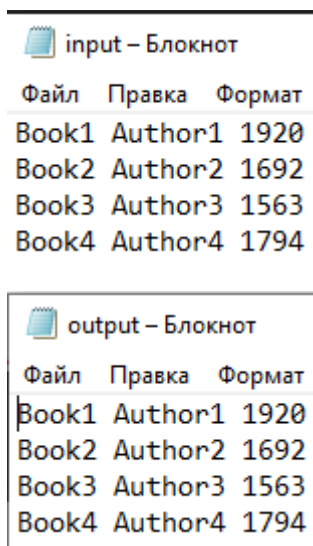 input – Блокнот
Файл Правка Формат
Book1 Author1 1920
Book2 Author2 1692
Book3 Author3 1563
Book4 Author4 1794
output – Блокнот
Файл Правка Формат
Book1 Author1 1920
Book2 Author2 1692
Book3 Author3 1563
Book4 Author4 1794